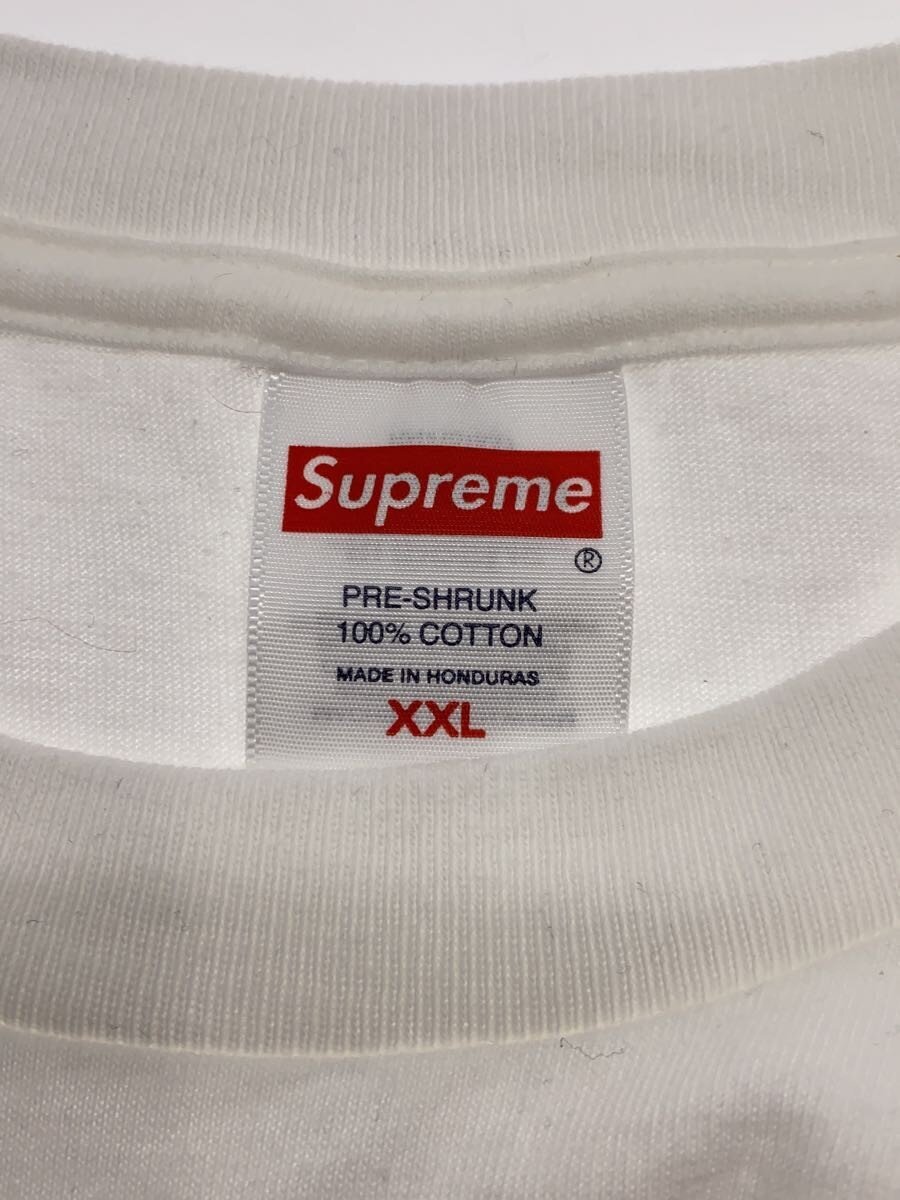 Supreme
®
PRE-SHRUNK
100% COTTON
MADE IN HONDURAS
XXL